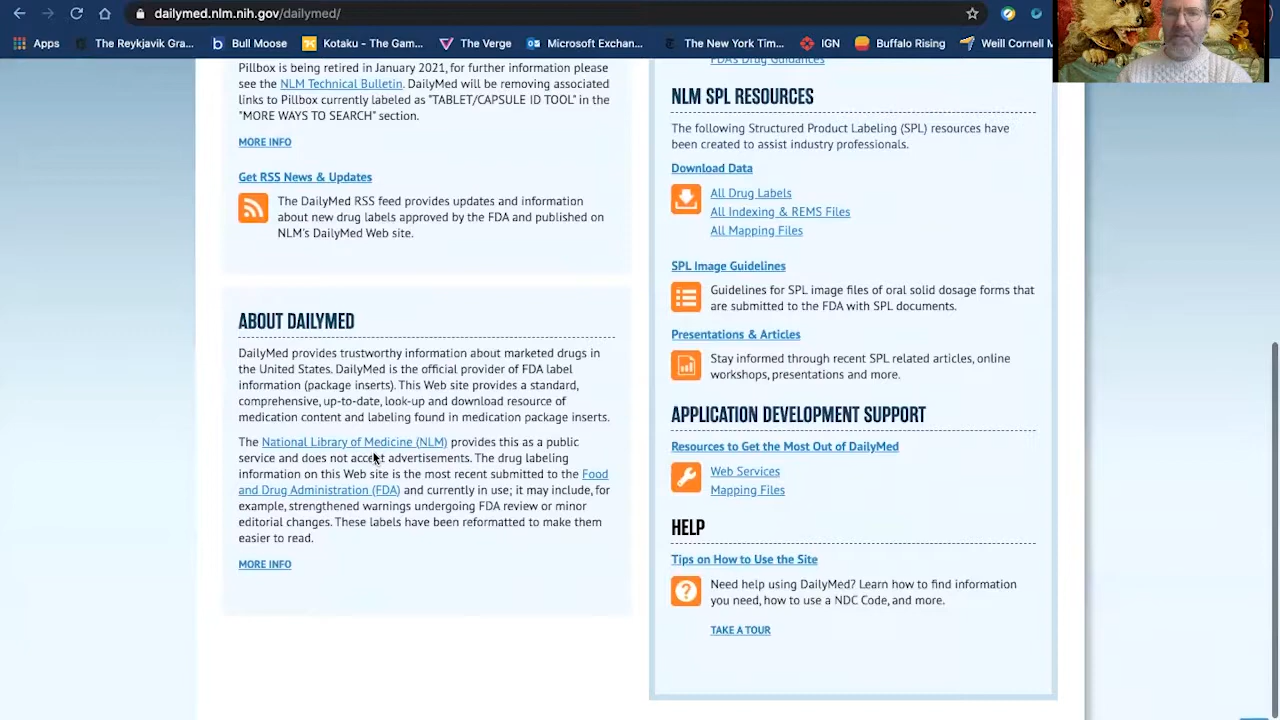 dailymed.nlm.nih.gov/dailymed/
Apps
The Reykjavik Gra...
Bull Moose
Kotaku - The Gam...
The Verge
Microsoft Exchan...
The New York Tim...
IGN
Buffalo Rising
Weill Cornell M
Pillbox is being retired in January 2021, for further information please
see the NLM Technical Bulletin. DailyMed will be removing associated
links to Pillbox currently labeled as "TABLET/CAPSULE ID TOOL" in the
"MORE WAYS TO SEARCH" section.
MORE INFO
Get RSS News & Updates
The DailyMed RSS feed provides updates and information
about new drug labels approved by the FDA and published on
NLM's DailyMed Web site.
ABOUT DAILYMED
DailyMed provides trustworthy information about marketed drugs in
the United States. DailyMed is the official provider of FDA label
information (package inserts). This Web site provides a standard,
comprehensive, up-to-date, look-up and download resource of
medication content and labeling found in medication package inserts.
The National Library of Medicine (NLM) provides this as a public
service and does not accept advertisements. The drug labeling
information on this Web site is the most recent submitted to the Food
and Drug Administration (FDA) and currently in use; it may include, for
example, strengthened warnings undergoing FDA review or minor
editorial changes. These labels have been reformatted to make them
easier to read.
MORE INFO
FDA's Drug Guidances
NLM SPL RESOURCES
The following Structured Product Labeling (SPL) resources have
been created to assist industry professionals.
Download Data
All Drug Labels
All Indexing & REMS Files
All Mapping Files
SPL Image Guidelines
Guidelines for SPL image files of oral solid dosage forms that
are submitted to the FDA with SPL documents.
Presentations & Articles
Stay informed through recent SPL related articles, online
workshops, presentations and more.
APPLICATION DEVELOPMENT SUPPORT
Resources to Get the Most Out of DailyMed
Web Services
Mapping Files
HELP
Tips on How to Use the Site
Need help using DailyMed? Learn how to find information
you need, how to use a NDC Code, and more.
TAKE A TOUR